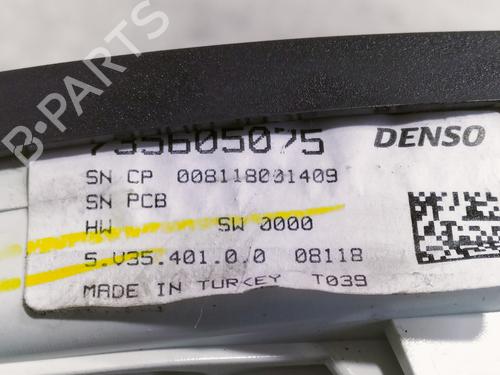 735605075 DENSO
SN CP 008118001409
SN PCB
HW SW 0000
S.V35.401.0.0 08118
MADE IN TURKEY T039
B-PARTS